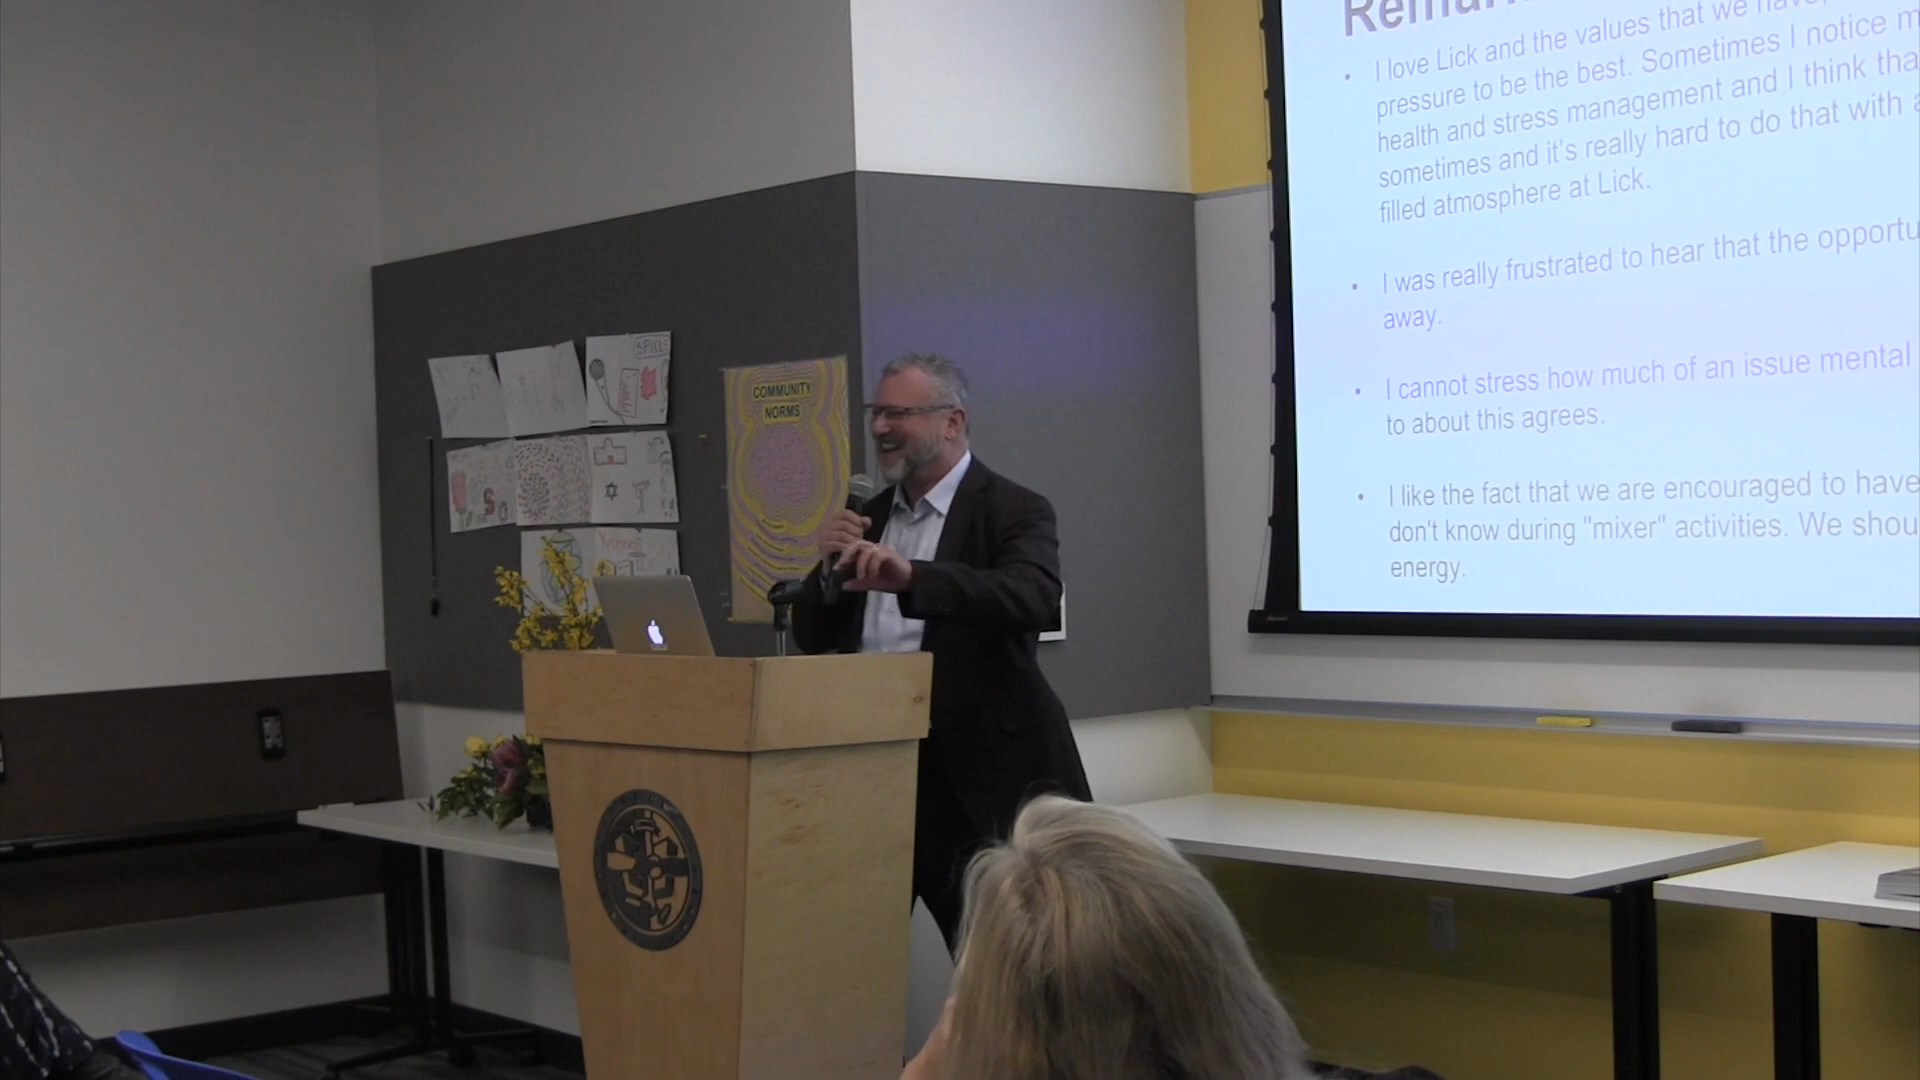 I love Lick and the values that we have,
pressure to be the best. Sometimes I notice
health and stress management and I think
sometimes and it's really hard to do that with
filled atmosphere at Lick.
I was really frustrated to hear that the
away.
I cannot stress how much of an issue mental
to about this agrees.
I like the fact that we are encouraged to have
don't know during "mixer" activities. We
energy.
SPILL
COMMUNITY
NORMS